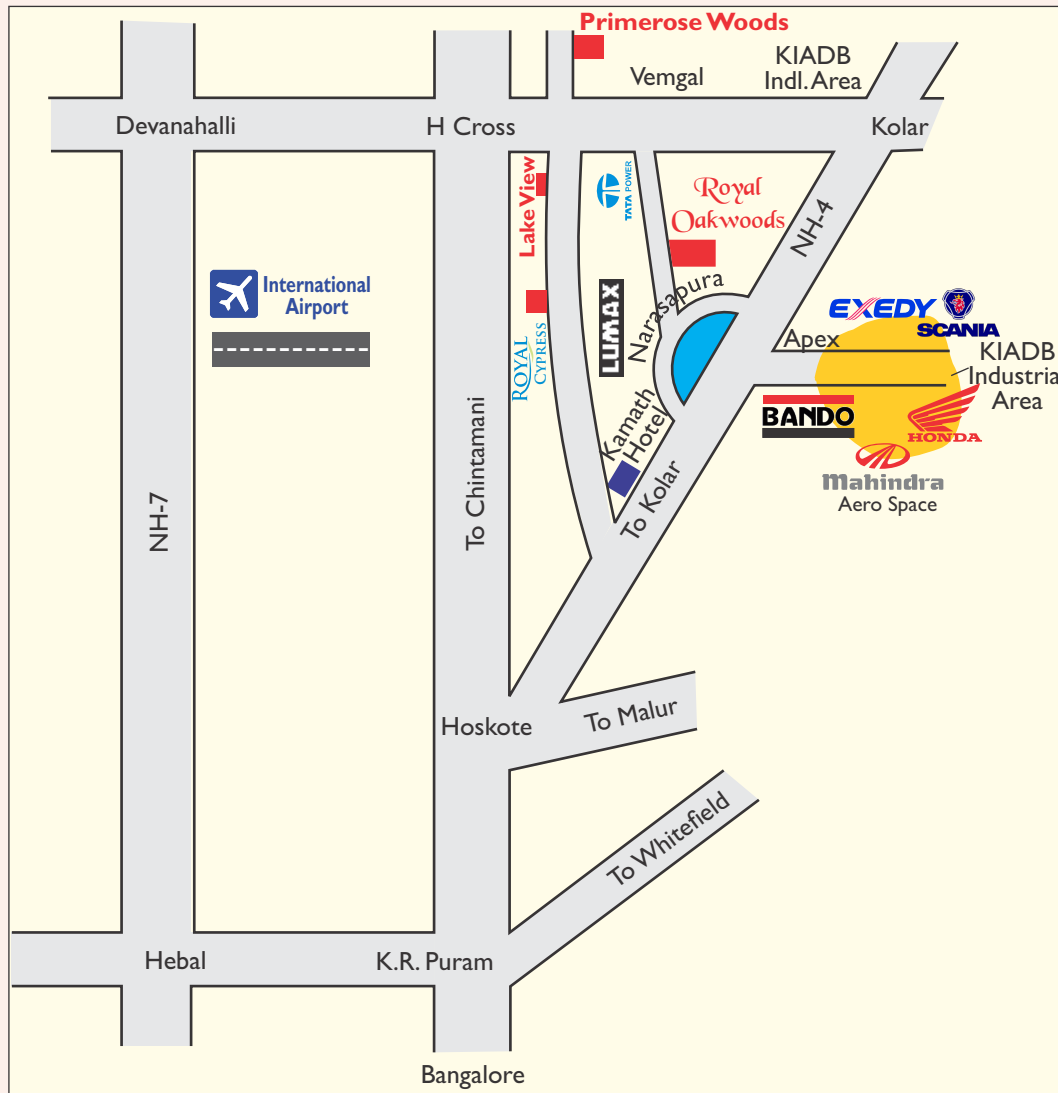 Primerose Woods
Vemgal
KIADB
Indl. Area
Devanahalli
H Cross
Kolar
Lake View
TATA POWER
Royal
Oakwoods
NH-4
International
Airport
LUMAX
Narasapura
EXEDY
SCANIA
Apex
KIADB
Industrial
Area
ROYAL
CYPRESS
BANDO
HONDA
Kamath
Hotel
Mahindra
Aero Space
NH-7
To Chintamani
To Kolar
Hoskote
To Malur
To Whitefield
Hebal
K.R. Puram
Bangalore